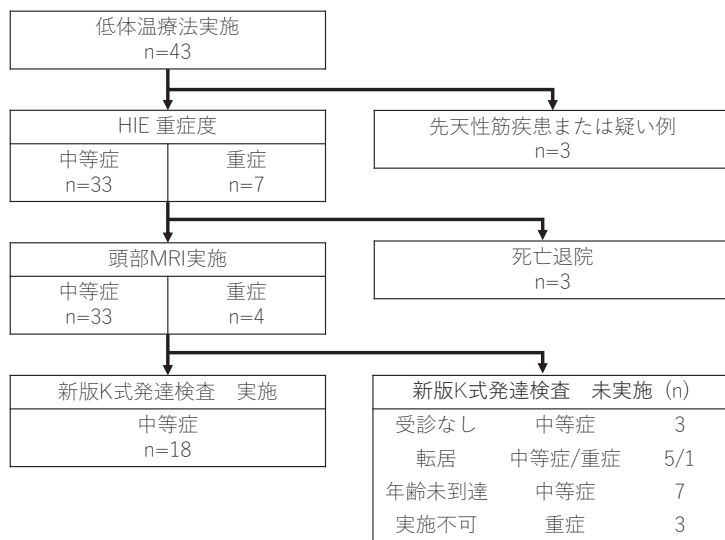 低体温療法実施
n=43
HIE 重症度
中等症 重症
n=33 n=7
先天性筋疾患または疑い例
n=3
頭部MRI実施
中等症 重症
n=33 n=4
死亡退院
n=3
新版K式発達検査　実施
中等症
n=18
新版K式発達検査　未実施 (n)
受診なし 中等症 3
転居 中等症/重症 5/1
年齢未到達 中等症 7
実施不可 重症 3